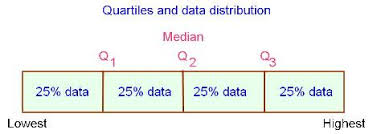 Quartiles and data distribution
Median
Q1 Q2 Q3
25% data 25% data 25% data 25% data
Lowest Highest